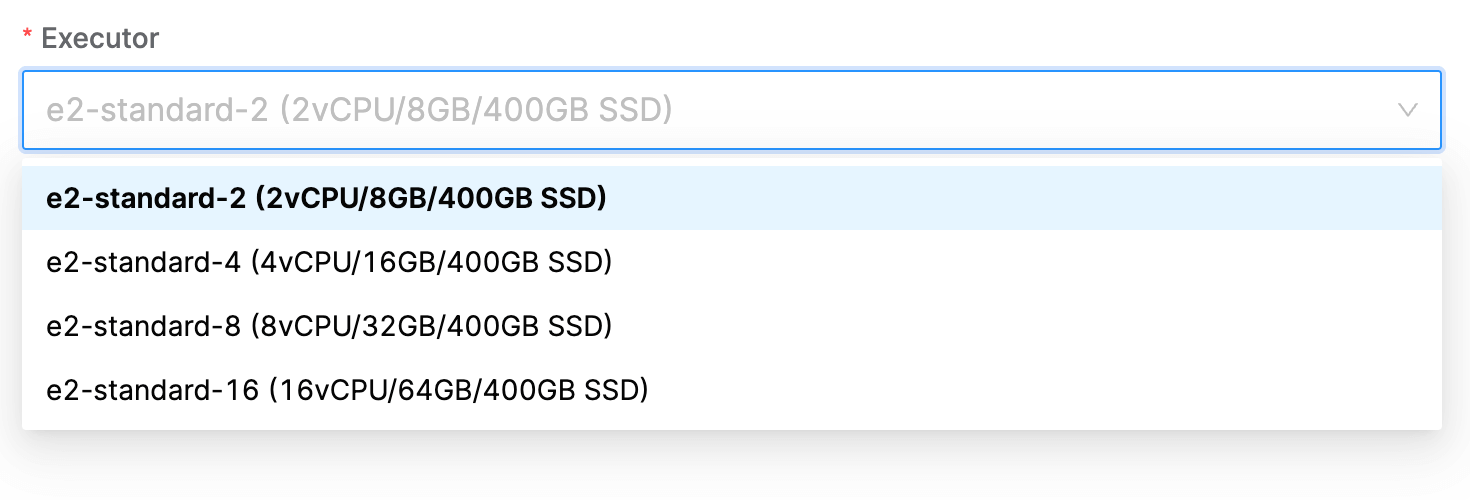 * Executor
e2-standard-2 (2vCPU/8GB/400GB SSD)
e2-standard-2 (2vCPU/8GB/400GB SSD)
e2-standard-4 (4vCPU/16GB/400GB SSD)
e2-standard-8 (8vCPU/32GB/400GB SSD)
e2-standard-16 (16vCPU/64GB/400GB SSD)